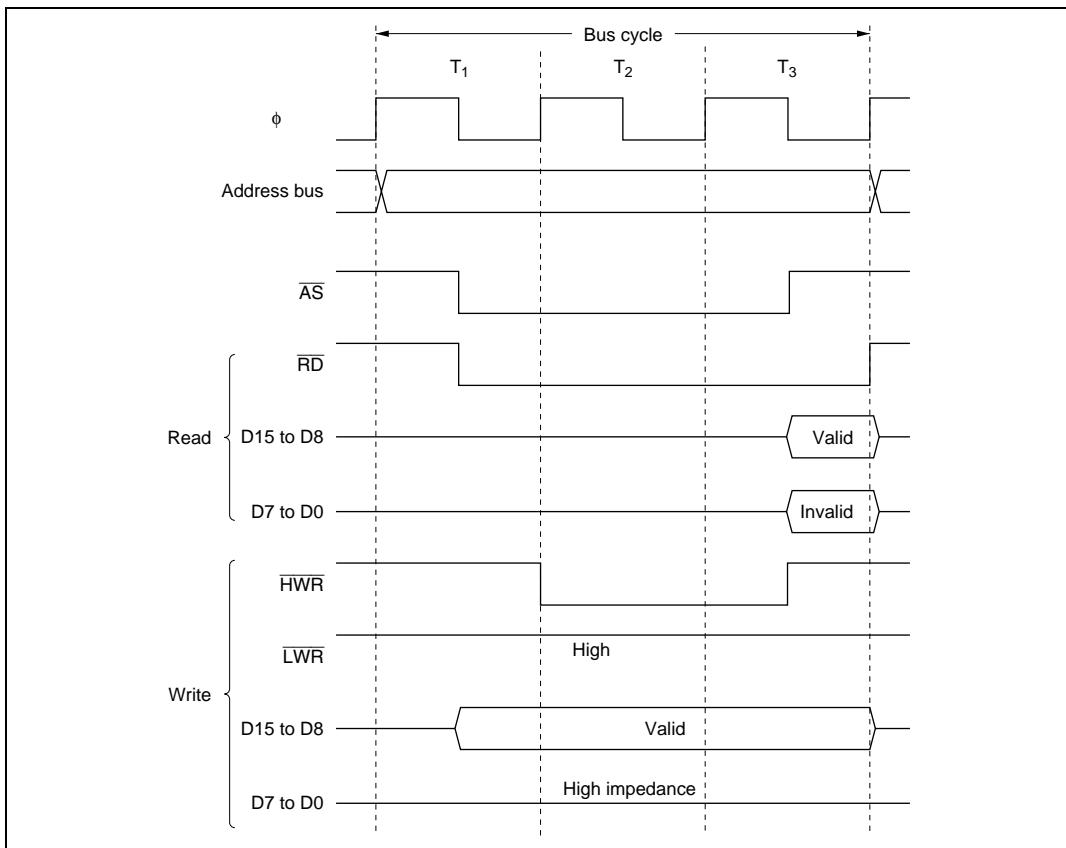 Bus cycle
T1 T2 T3
φ
Address bus
AS
RD
Read
D15 to D8 Valid
D7 to D0 Invalid
HWR
LWR High
Write
D15 to D8 Valid
D7 to D0 High impedance